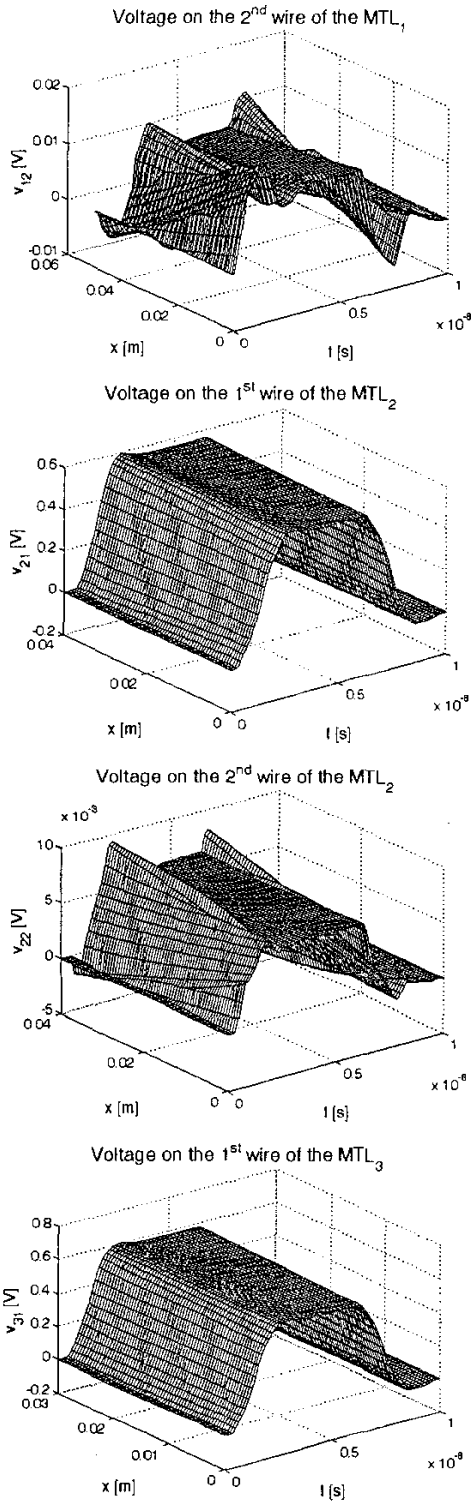 Voltage on the 2nd wire of the MTL1
0.02
0.01
0
-0.01
v12 [V]
0.06
0.04
0.02
0
x [m]
0
0.5
1
x 10-8
t [s]
Voltage on the 1st wire of the MTL2
0.6
0.4
0.2
0
-0.2
v21 [V]
0.04
0.02
0
x [m]
0
0.5
1
x 10-8
t [s]
Voltage on the 2nd wire of the MTL2
x 10-3
10
5
0
-5
v22 [V]
0.04
0.02
0
x [m]
0
0.5
1
x 10-8
t [s]
Voltage on the 1st wire of the MTL3
0.8
0.6
0.4
0.2
0
-0.2
v31 [V]
0.03
0.02
0.01
0
x [m]
0
0.5
1
x 10-8
t [s]